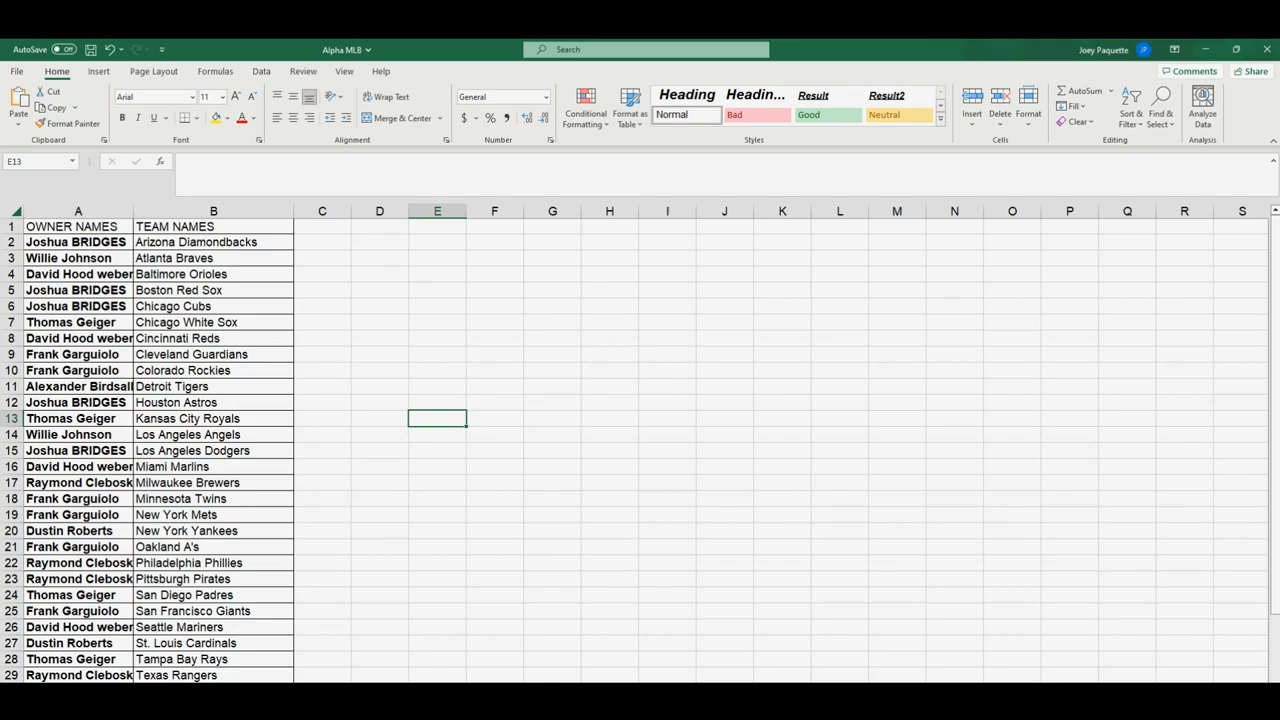 AutoSave Off Alpha MLB Search Joey Paquette JP
File Home Insert Page Layout Formulas Data Review View Help Comments Share
Paste Cut Copy Format Painter Clipboard
Arial 11 A A B I U A Font
Wrap Text Merge & Center Alignment
General $ % , Number
Conditional Formatting Format as Table
Heading Headin... Result Result2
Normal Bad Good Neutral
Styles
Insert Delete Format Cells
AutoSum Fill Clear Sort & Filter Find & Select Editing
Analyze Data Analysis
E13 fx
A B C D E F G H I J K L M N O P Q R S
1 OWNER NAMES TEAM NAMES
2 Joshua BRIDGES Arizona Diamondbacks
3 Willie Johnson Atlanta Braves
4 David Hood weber Baltimore Orioles
5 Joshua BRIDGES Boston Red Sox
6 Joshua BRIDGES Chicago Cubs
7 Thomas Geiger Chicago White Sox
8 David Hood weber Cincinnati Reds
9 Frank Garguiolo Cleveland Guardians
10 Frank Garguiolo Colorado Rockies
11 Alexander Birdsall Detroit Tigers
12 Joshua BRIDGES Houston Astros
13 Thomas Geiger Kansas City Royals
14 Willie Johnson Los Angeles Angels
15 Joshua BRIDGES Los Angeles Dodgers
16 David Hood weber Miami Marlins
17 Raymond Clebosk Milwaukee Brewers
18 Frank Garguiolo Minnesota Twins
19 Frank Garguiolo New York Mets
20 Dustin Roberts New York Yankees
21 Frank Garguiolo Oakland A's
22 Raymond Clebosk Philadelphia Phillies
23 Raymond Clebosk Pittsburgh Pirates
24 Thomas Geiger San Diego Padres
25 Frank Garguiolo San Francisco Giants
26 David Hood weber Seattle Mariners
27 Dustin Roberts St. Louis Cardinals
28 Thomas Geiger Tampa Bay Rays
29 Raymond Clebosk Texas Rangers